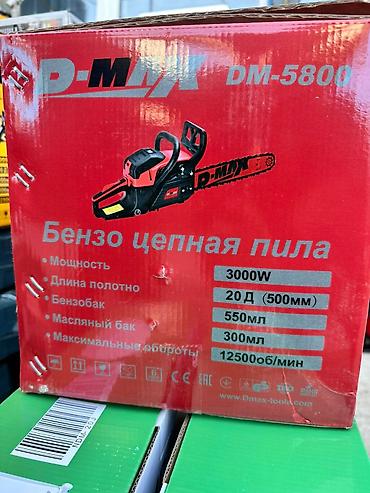 D-MAX DM-5800
D-MAX
Бензо цепная пила
• Мощность 3000W
• Длина полотно 20 Д (500мм)
• Бензобак 550мл
• Масляный бак 300мл
• Максимальные обороты 12500об/мин
www.Dmax-tools.com